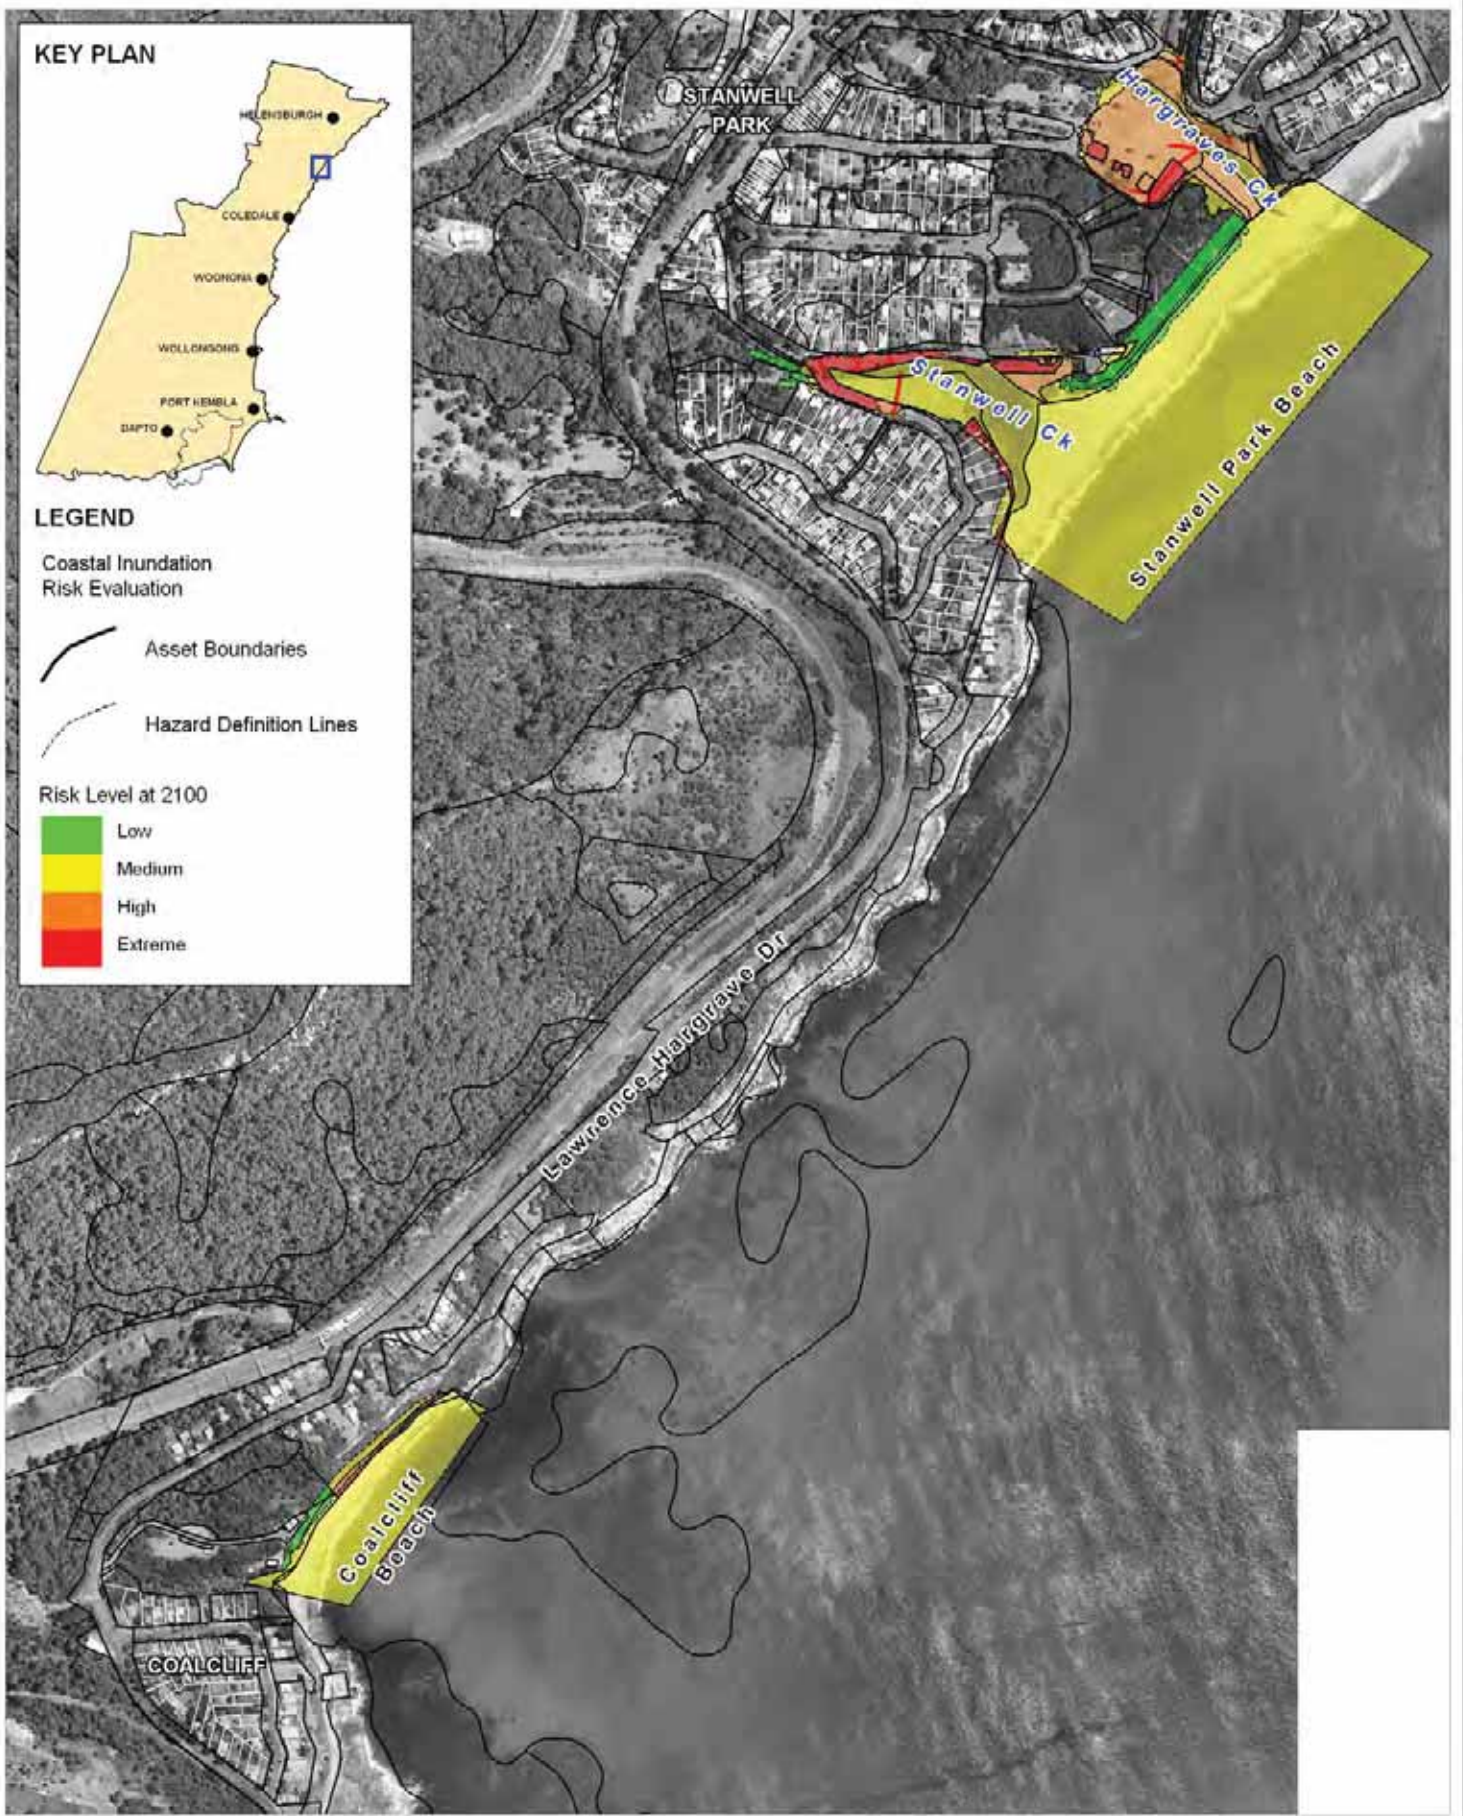 KEY PLAN
HELENSBURGH
COLEDALE
WOONONA
WOLLONGONG
PORT KEMBLA
DAPTO
LEGEND
Coastal Inundation
Risk Evaluation
Asset Boundaries
Hazard Definition Lines
Risk Level at 2100
Low
Medium
High
Extreme
STANWELL
PARK
Hargraves Ck
Stanwell Ck
Stanwell Park Beach
Lawrence Hargrave Dr
Coalcliff
Beach
COALCLIFF